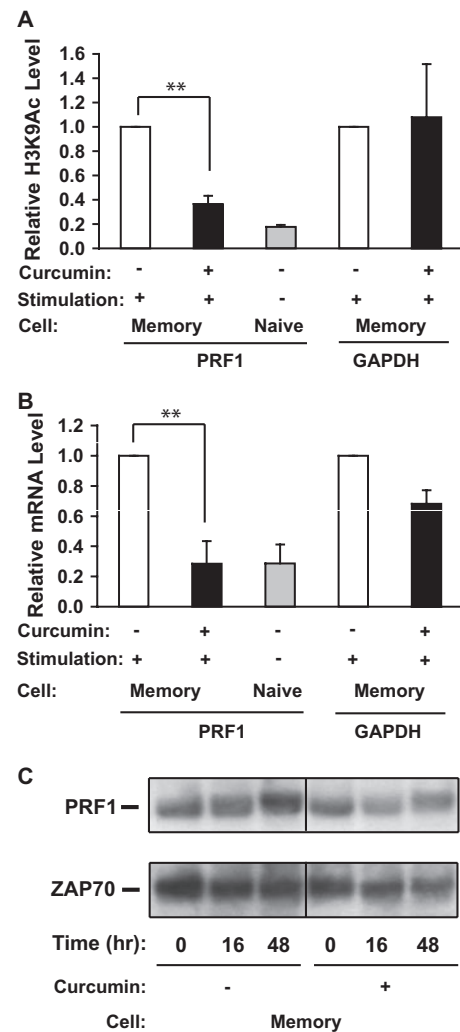 A
Relative H3K9Ac Level
1.6
1.4
1.2
1.0
0.8
0.6
0.4
0.2
0.0
**
Curcumin: - + - - +
Stimulation: + + - + +
Cell: Memory Naive Memory
PRF1 GAPDH
B
Relative mRNA Level
1.2
1.0
0.8
0.6
0.4
0.2
0.0
**
Curcumin: - + - - +
Stimulation: + + - + +
Cell: Memory Naive Memory
PRF1 GAPDH
C
PRF1
ZAP70
Time (hr): 0 16 48 0 16 48
Curcumin: - +
Cell: Memory